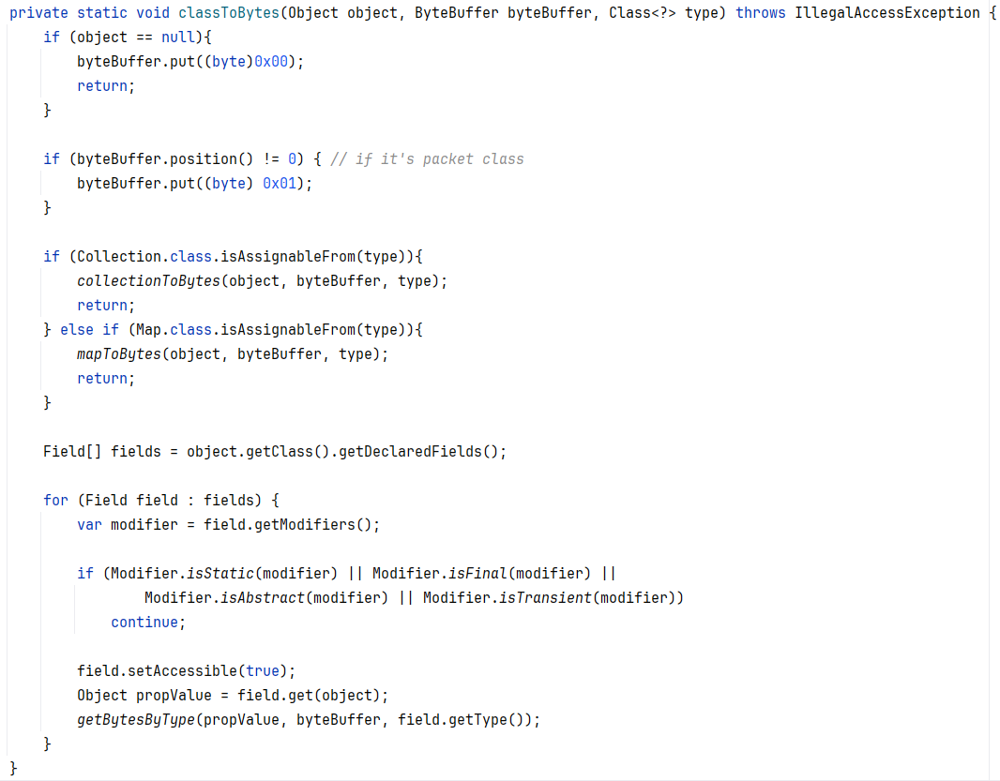 private static void classToBytes(Object object, ByteBuffer byteBuffer, Class<?> type) throws IllegalAccessException {
    if (object == null){
        byteBuffer.put((byte)0x00);
        return;
    }

    if (byteBuffer.position() != 0) { // if it's packet class
        byteBuffer.put((byte) 0x01);
    }

    if (Collection.class.isAssignableFrom(type)){
        collectionToBytes(object, byteBuffer, type);
        return;
    } else if (Map.class.isAssignableFrom(type)){
        mapToBytes(object, byteBuffer, type);
        return;
    }

    Field[] fields = object.getClass().getDeclaredFields();

    for (Field field : fields) {
        var modifier = field.getModifiers();

        if (Modifier.isStatic(modifier) || Modifier.isFinal(modifier) ||
                Modifier.isAbstract(modifier) || Modifier.isTransient(modifier))
            continue;

        field.setAccessible(true);
        Object propValue = field.get(object);
        getBytesByType(propValue, byteBuffer, field.getType());
    }
}